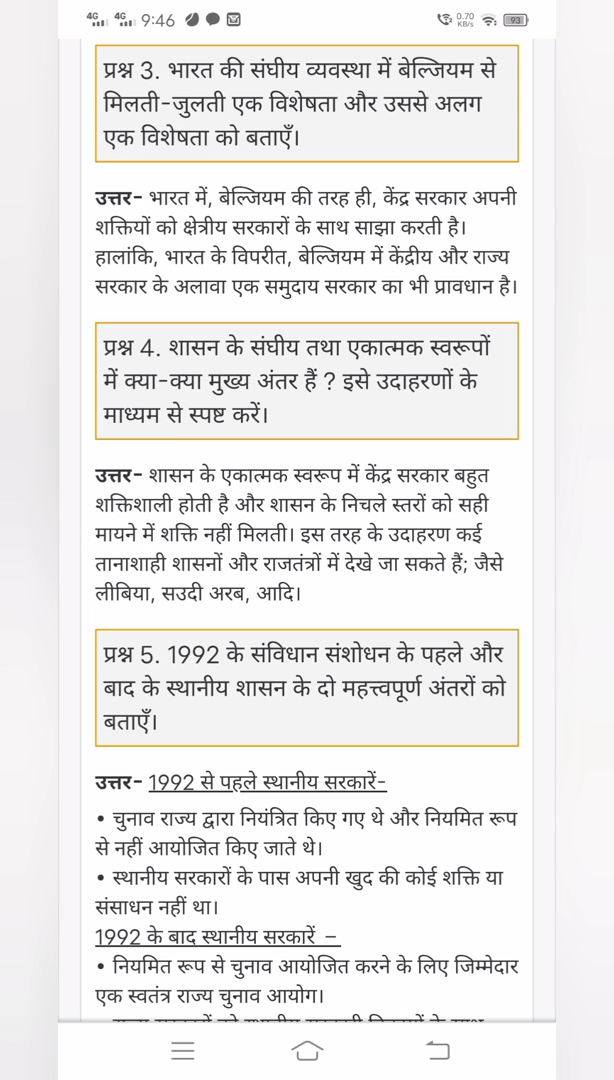 4G 4G 9:46 0.70 KB/s 93
प्रश्न 3. भारत की संघीय व्यवस्था में बेल्जियम से
मिलती-जुलती एक विशेषता और उससे अलग
एक विशेषता को बताएँ।
उत्तर- भारत में, बेल्जियम की तरह ही, केंद्र सरकार अपनी
शक्तियों को क्षेत्रीय सरकारों के साथ साझा करती है।
हालांकि, भारत के विपरीत, बेल्जियम में केंद्रीय और राज्य
सरकार के अलावा एक समुदाय सरकार का भी प्रावधान है।
प्रश्न 4. शासन के संघीय तथा एकात्मक स्वरूपों
में क्या-क्या मुख्य अंतर हैं ? इसे उदाहरणों के
माध्यम से स्पष्ट करें।
उत्तर- शासन के एकात्मक स्वरूप में केंद्र सरकार बहुत
शक्तिशाली होती है और शासन के निचले स्तरों को सही
मायने में शक्ति नहीं मिलती। इस तरह के उदाहरण कई
तानाशाही शासनों और राजतंत्रों में देखे जा सकते हैं; जैसे
लीबिया, सउदी अरब, आदि।
प्रश्न 5. 1992 के संविधान संशोधन के पहले और
बाद के स्थानीय शासन के दो महत्त्वपूर्ण अंतरों को
बताएँ।
उत्तर- 1992 से पहले स्थानीय सरकारें-
• चुनाव राज्य द्वारा नियंत्रित किए गए थे और नियमित रूप
से नहीं आयोजित किए जाते थे।
• स्थानीय सरकारों के पास अपनी खुद की कोई शक्ति या
संसाधन नहीं था।
1992 के बाद स्थानीय सरकारें –
• नियमित रूप से चुनाव आयोजित करने के लिए जिम्मेदार
एक स्वतंत्र राज्य चुनाव आयोग।